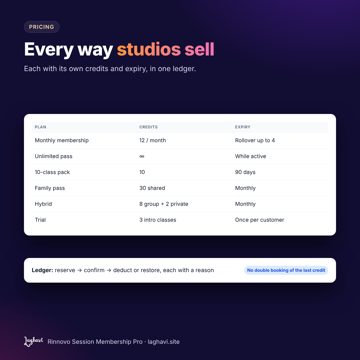 PRICING
Every way studios sell
Each with its own credits and expiry, in one ledger.
PLAN CREDITS EXPIRY
Monthly membership 12 / month Rollover up to 4
Unlimited pass ∞ While active
10-class pack 10 90 days
Family pass 30 shared Monthly
Hybrid 8 group + 2 private Monthly
Trial 3 intro classes Once per customer
Ledger: reserve → confirm → deduct or restore, each with a reason No double booking of the last credit
laghavi Rinnovo Session Membership Pro · laghavi.site